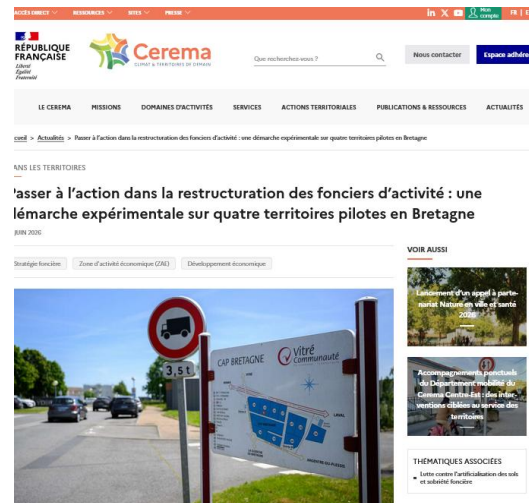 ACCÈS DIRECT
RESSOURCES
SITES
PRESSE
Mon compte
FR
RÉPUBLIQUE
FRANÇAISE
Liberté
Égalité
Fraternité
Cerema
CLIMAT & TERRITOIRES DE DEMAIN
Que recherchez-vous ?
Nous contacter
Espace adhére
LE CEREMA
MISSIONS
DOMAINES D'ACTIVITÉS
SERVICES
ACTIONS TERRITORIALES
PUBLICATIONS & RESSOURCES
ACTUALITÉS
cueil > Actualités > Passer à l'action dans la restructuration des fonciers d'activité : une démarche expérimentale sur quatre territoires pilotes en Bretagne
ANS LES TERRITOIRES
Passer à l'action dans la restructuration des fonciers d'activité : une
démarche expérimentale sur quatre territoires pilotes en Bretagne
JUIN 2026
Stratégie foncière
Zone d'activité économique (ZAE)
Développement économique
3,5t
CAP BRETAGNE
Vitré
Communauté
VOIR AUSSI
Lancement d'un appel à parte-
nariat Nature en ville et santé
2026
Accompagnements ponctuels
du Département mobilité du
Cerema Centre-Est : des inter-
ventions ciblées au service des
territoires
THÉMATIQUES ASSOCIÉES
Lutte contre l'artificialisation des sols
et sobriété foncière